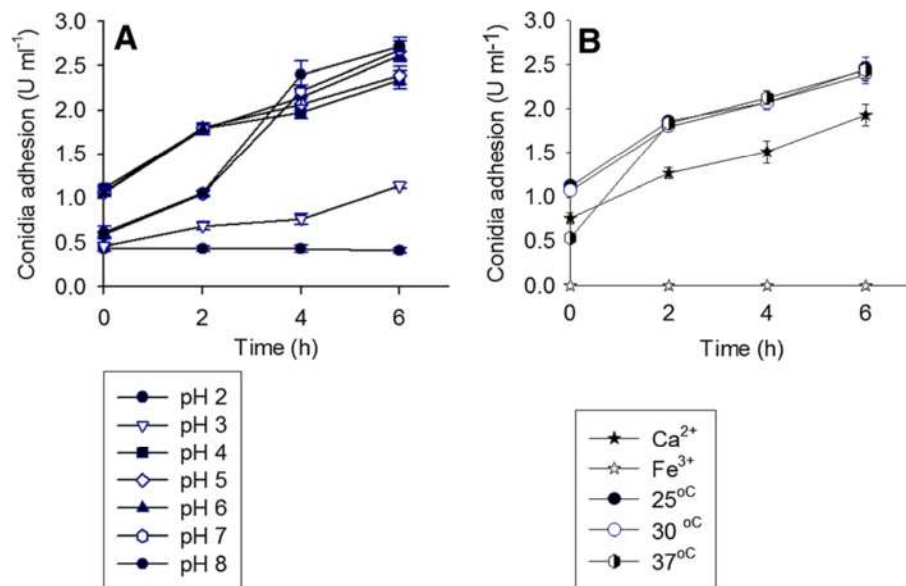 A
Conidia adhesion (U ml⁻¹)
3.0
2.5
2.0
1.5
1.0
0.5
0.0
0 2 4 6
Time (h)
pH 2
pH 3
pH 4
pH 5
pH 6
pH 7
pH 8
B
Conidia adhesion (U ml⁻¹)
3.0
2.5
2.0
1.5
1.0
0.5
0.0
0 2 4 6
Time (h)
Ca²⁺
Fe³⁺
25ᵒC
30 ᵒC
37ᵒC